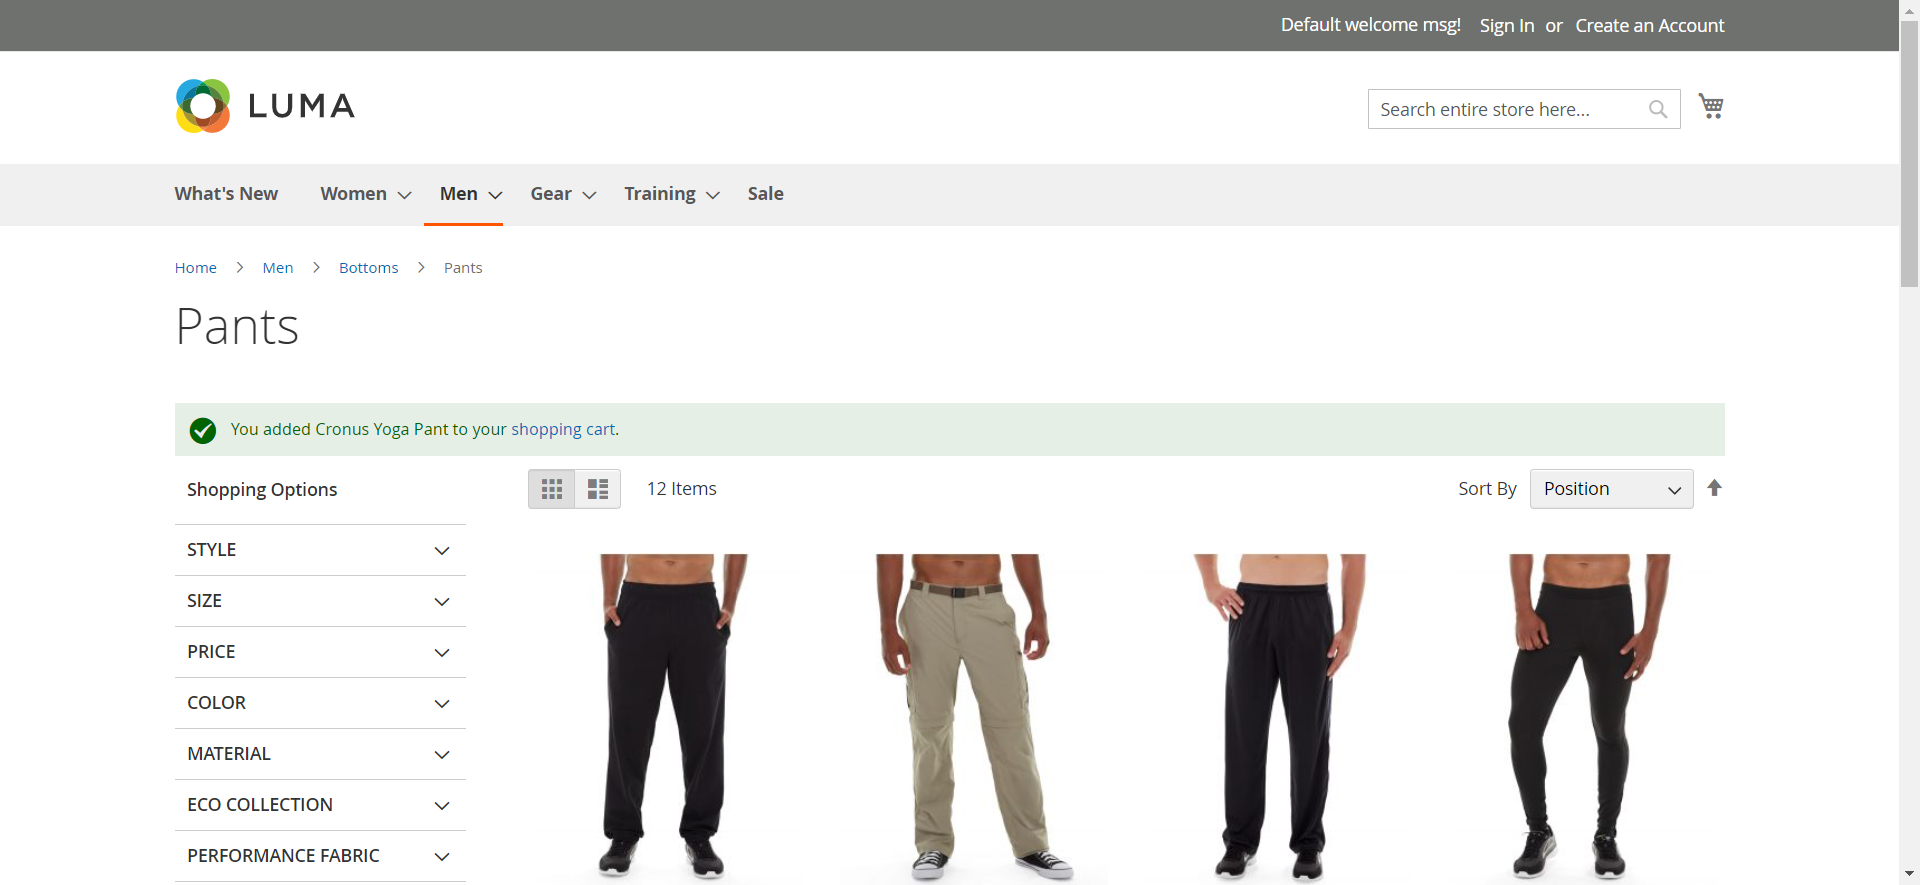 Default welcome msg! Sign In or Create an Account
LUMA
Search entire store here...
What's New Women Men Gear Training Sale
Home Men Bottoms Pants
Pants
You added Cronus Yoga Pant to your shopping cart.
Shopping Options
12 Items
Sort By Position
STYLE
SIZE
PRICE
COLOR
MATERIAL
ECO COLLECTION
PERFORMANCE FABRIC